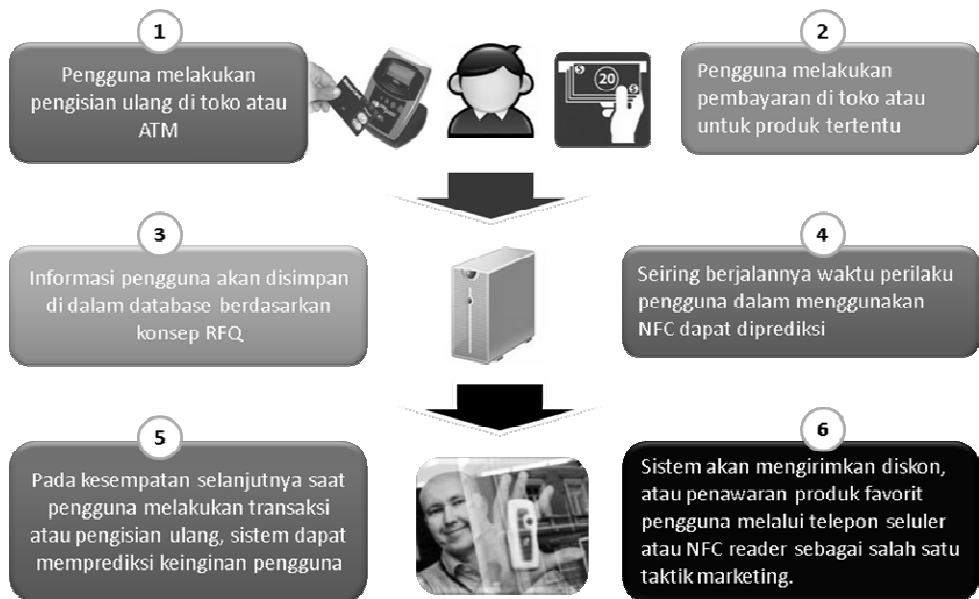 1
Pengguna melakukan
pengisian ulang di toko atau
ATM
20
2
Pengguna melakukan
pembayaran di toko atau
untuk produk tertentu
3
Informasi pengguna akan disimpan
di dalam database berdasarkan
konsep RFQ
4
Seiring berjalannya waktu perilaku
pengguna dalam menggunakan
NFC dapat diprediksi
5
Pada kesempatan selanjutnya saat
pengguna melakukan transaksi
atau pengisian ulang, sistem dapat
memprediksi keinginan pengguna
6
Sistem akan mengirimkan diskon,
atau penawaran produk favorit
pengguna melalui telepon seluler
atau NFC reader sebagai salah satu
taktik marketing.